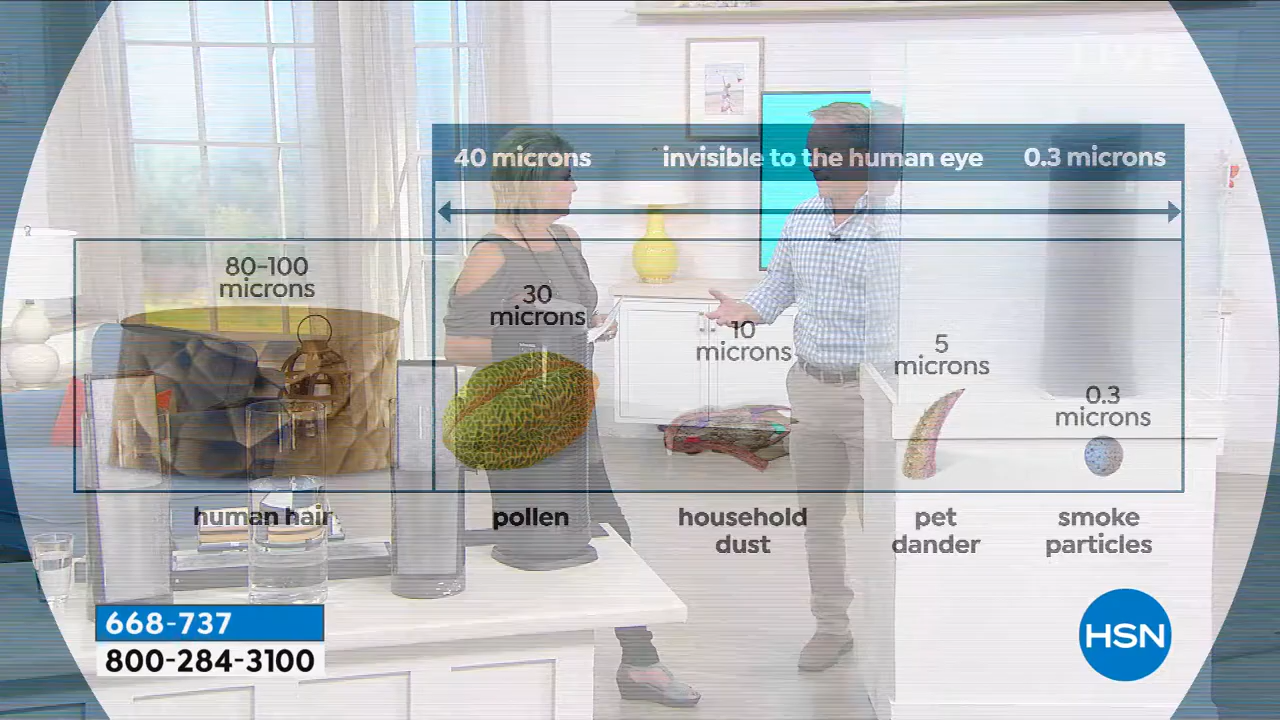 40 microns
invisible to the human eye
0.3 microns
80-100
microns
30
microns
10
microns
5
microns
0.3
microns
human hair
pollen
household
dust
pet
dander
smoke
particles
668-737
800-284-3100
HSN